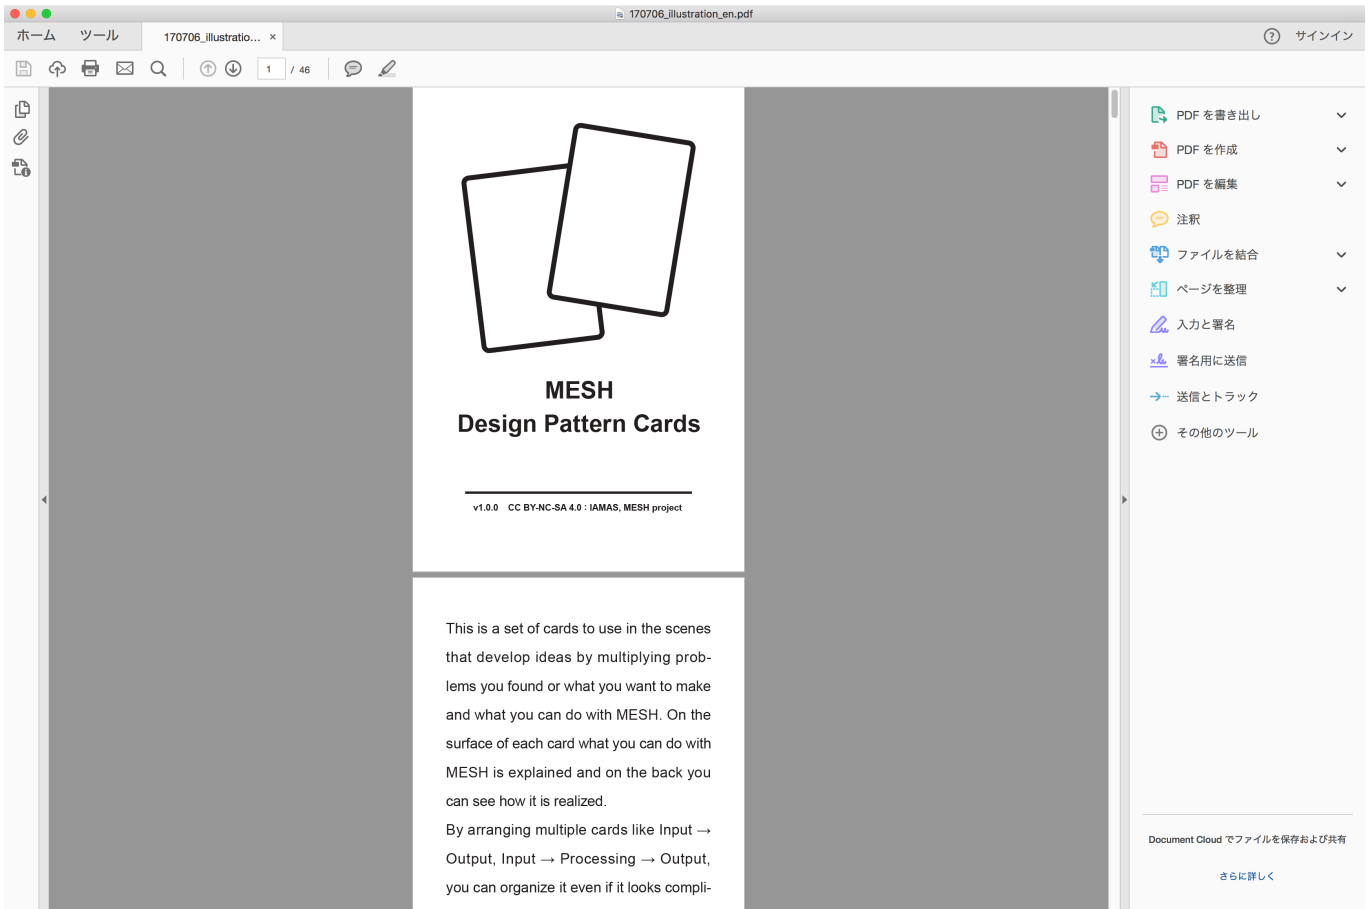 170706_illustration_en.pdf
ホーム ツール 170706_illustratio... × ? サインイン
1 / 46
PDF を書き出し
PDF を作成
PDF を編集
注釈
ファイルを結合
ページを整理
入力と署名
署名用に送信
送信とトラック
その他のツール
MESH
Design Pattern Cards
v1.0.0 CC BY-NC-SA 4.0 : IAMAS, MESH project
This is a set of cards to use in the scenes
that develop ideas by multiplying prob-
lems you found or what you want to make
and what you can do with MESH. On the
surface of each card what you can do with
MESH is explained and on the back you
can see how it is realized.
By arranging multiple cards like Input →
Output, Input → Processing → Output,
you can organize it even if it looks compli-
Document Cloud でファイルを保存および共有
さらに詳しく